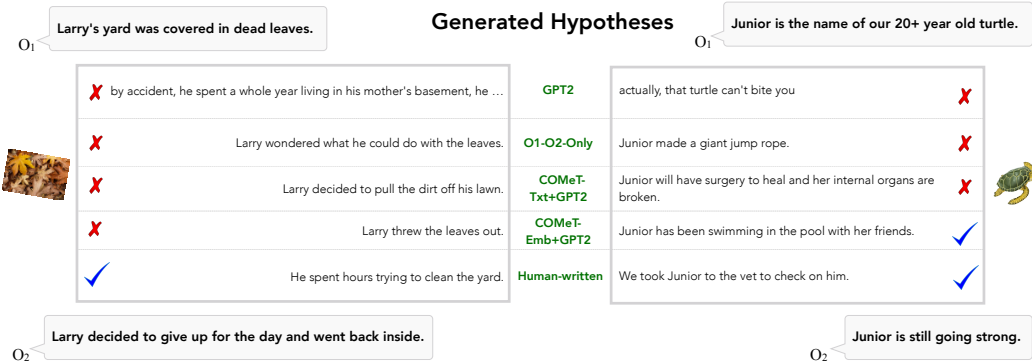 Generated Hypotheses
Larry's yard was covered in dead leaves.
O1
Junior is the name of our 20+ year old turtle.
O1
by accident, he spent a whole year living in his mother's basement, he ...
GPT2
actually, that turtle can't bite you
Larry wondered what he could do with the leaves.
O1-O2-Only
Junior made a giant jump rope.
Larry decided to pull the dirt off his lawn.
COMeT-
Txt+GPT2
Junior will have surgery to heal and her internal organs are
broken.
Larry threw the leaves out.
COMeT-
Emb+GPT2
Junior has been swimming in the pool with her friends.
He spent hours trying to clean the yard.
Human-written
We took Junior to the vet to check on him.
Larry decided to give up for the day and went back inside.
O2
Junior is still going strong.
O2